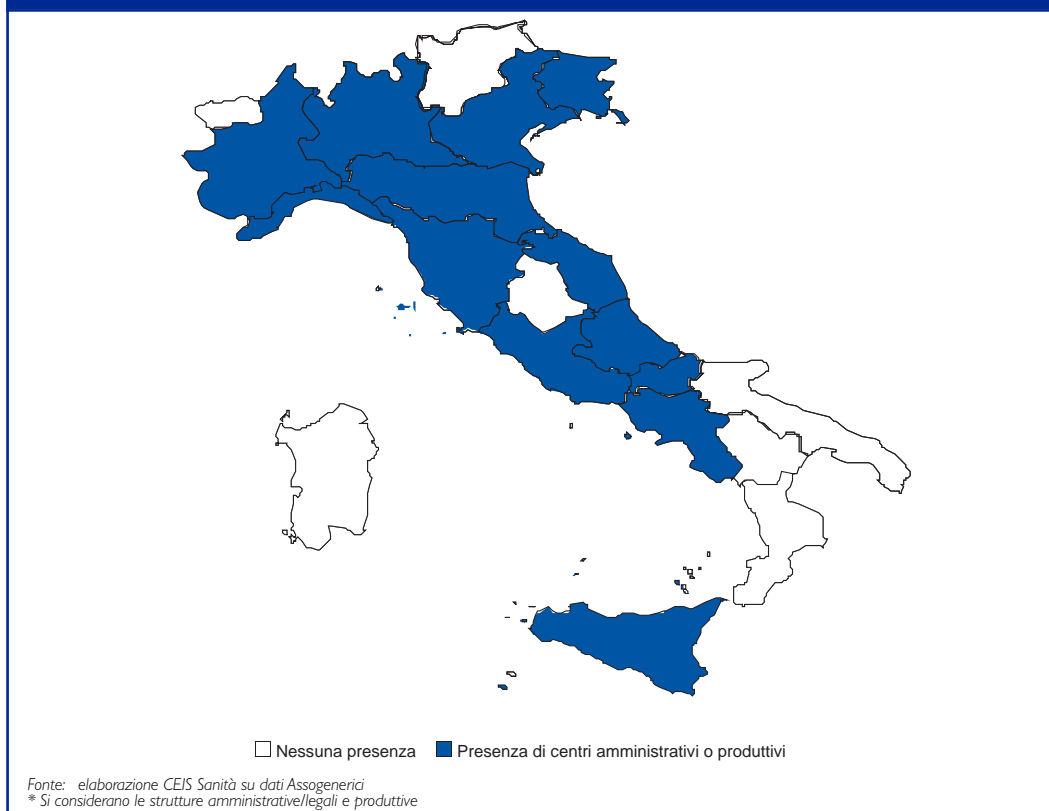 Nessuna presenza Presenza di centri amministrativi o produttivi
Fonte: elaborazione CEIS Sanità su dati Assogenerici
* Si considerano le strutture amministrative/legali e produttive